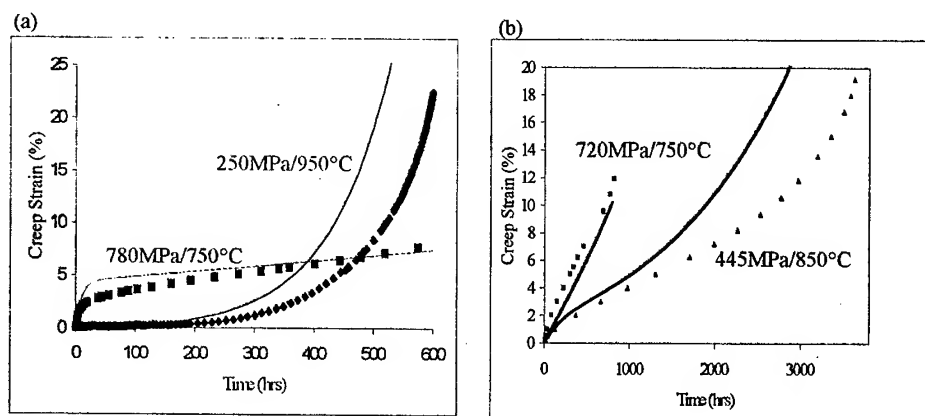 (a)
25
20
15
10
5
0
Creep Strain (%)
250MPa/950°C
780MPa/750°C
0 100 200 300 400 500 600
Time (hrs)
(b)
20
18
16
14
12
10
8
6
4
2
0
Creep Strain (%)
720MPa/750°C
445MPa/850°C
0 1000 2000 3000
Time (hrs)